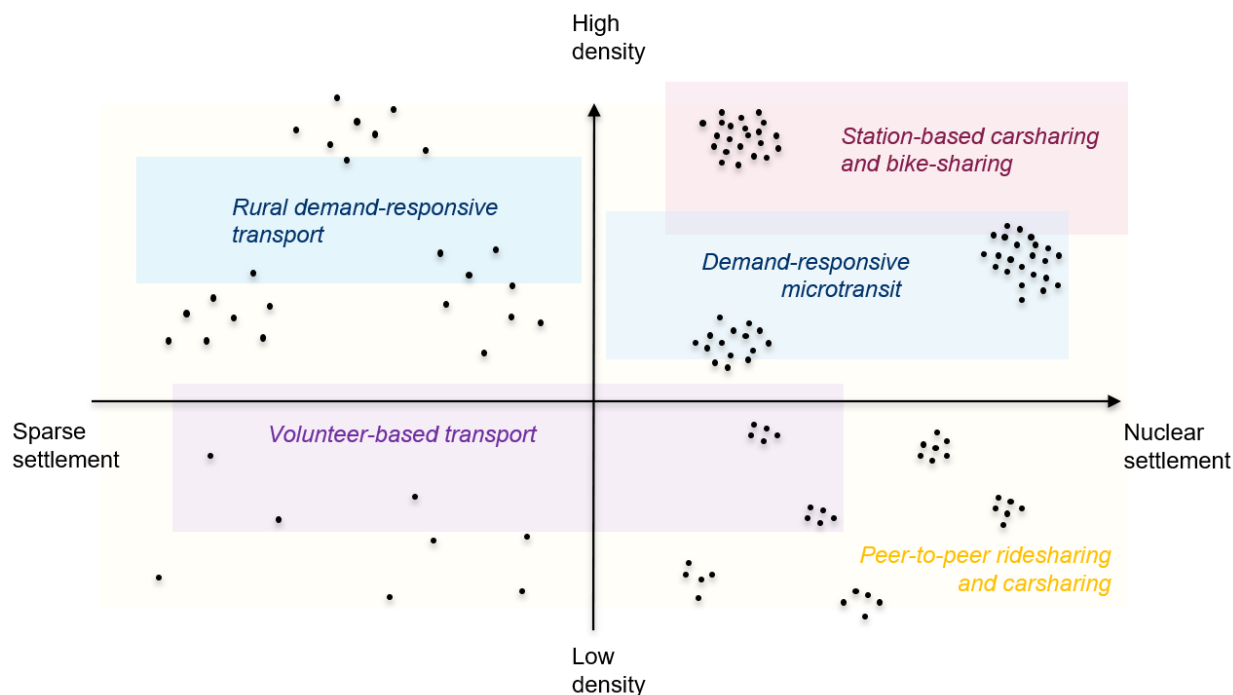 High
density
Station-based carsharing
and bike-sharing
Rural demand-responsive
transport
Demand-responsive
microtransit
Sparse
settlement
Volunteer-based transport
Nuclear
settlement
Peer-to-peer ridesharing
and carsharing
Low
density